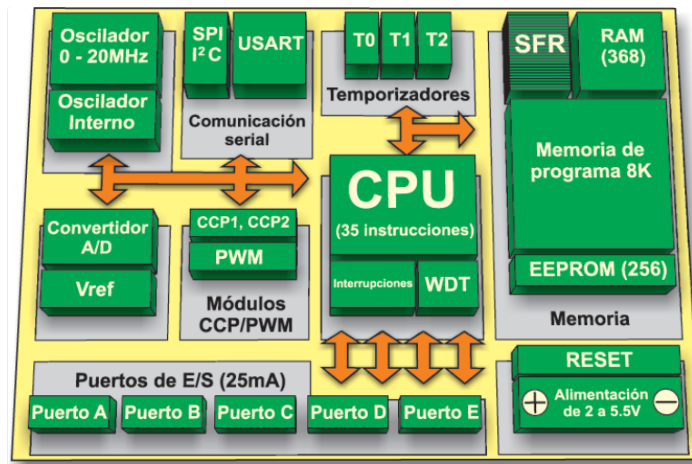 Oscilador
0 - 20MHz
Oscilador
Interno
SPI
I²C
USART
Comunicación
serial
T0
T1
T2
Temporizadores
SFR
RAM
(368)
Memoria de
programa 8K
EEPROM (256)
Memoria
Convertidor
A/D
Vref
CCP1, CCP2
PWM
Módulos
CCP/PWM
CPU
(35 instrucciones)
Interrupciones
WDT
Puertos de E/S (25mA)
Puerto A
Puerto B
Puerto C
Puerto D
Puerto E
RESET
+
Alimentación
de 2 a 5.5V
−